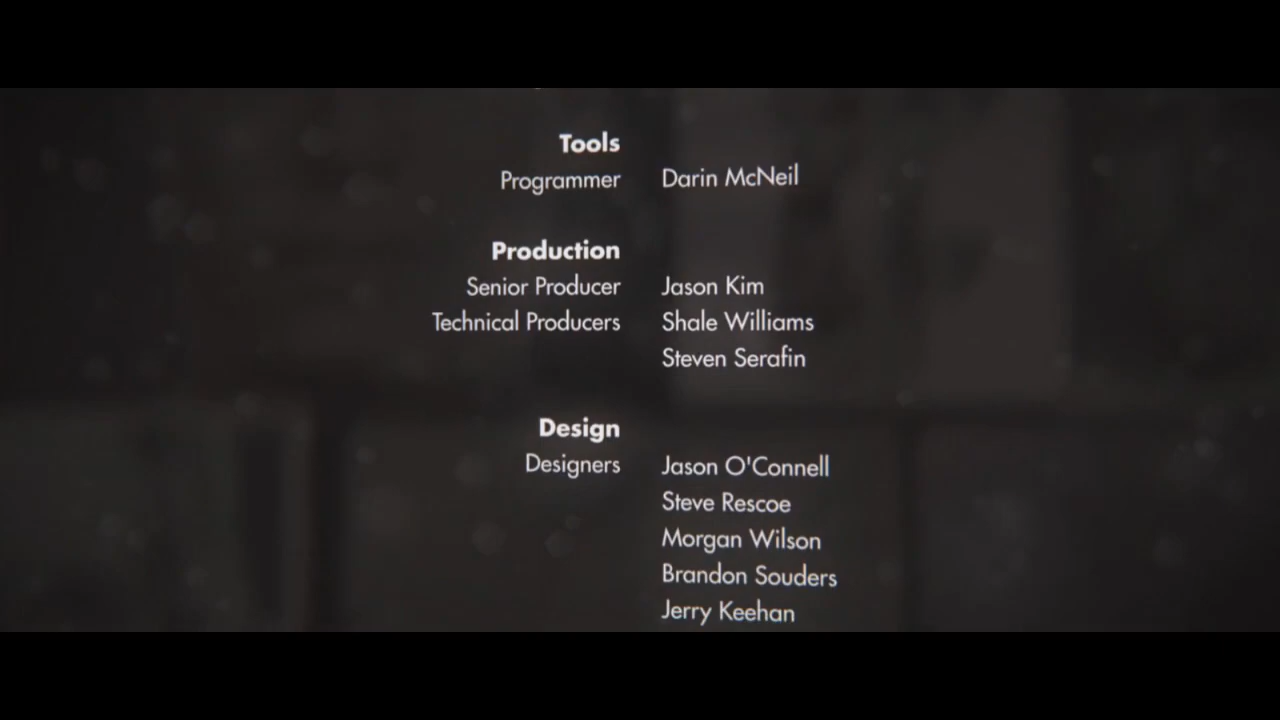 Tools
Programmer Darin McNeil
Production
Senior Producer Jason Kim
Technical Producers Shale Williams
Steven Serafin
Design
Designers Jason O'Connell
Steve Rescoe
Morgan Wilson
Brandon Souders
Jerry Keehan